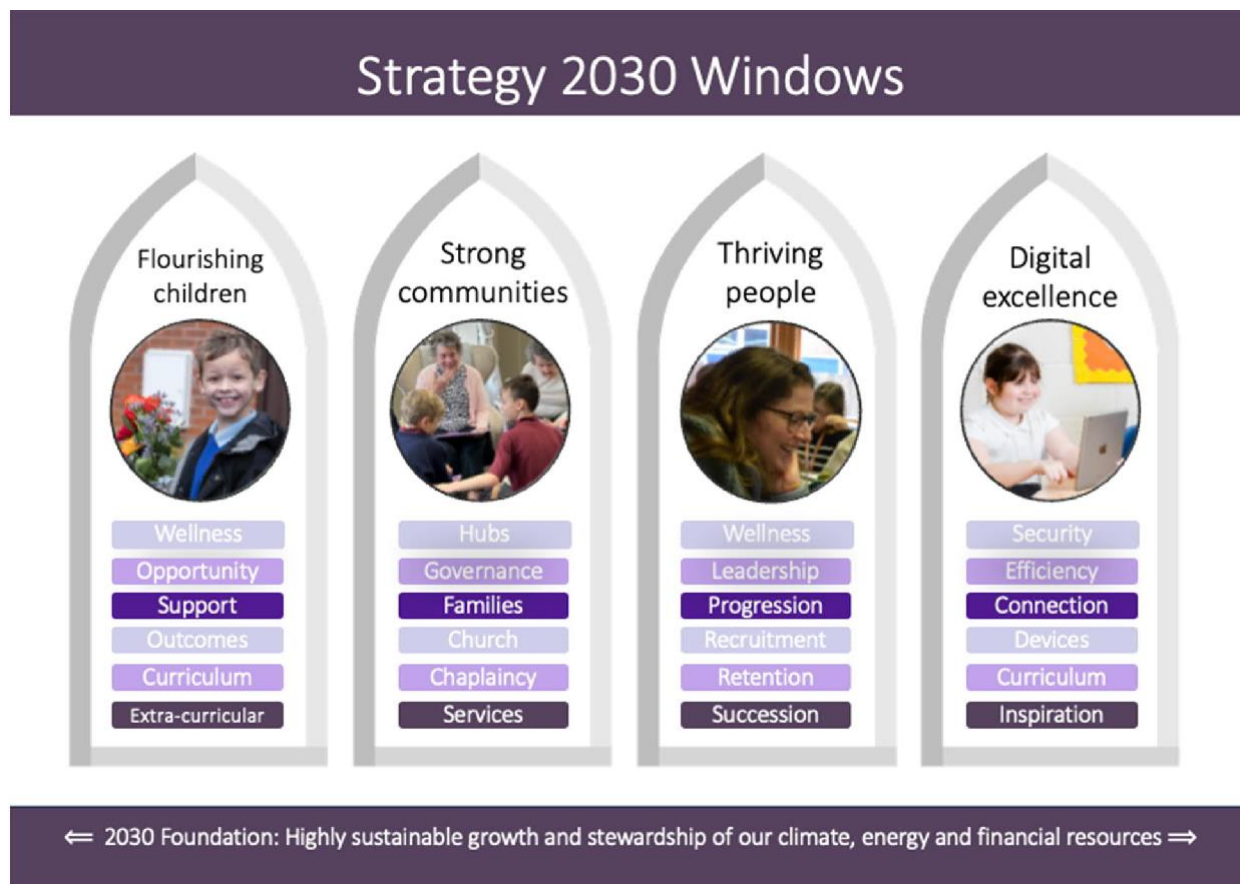 Strategy 2030 Windows
Flourishing
children
Wellness
Opportunity
Support
Outcomes
Curriculum
Extra-curricular
Strong
communities
Hubs
Governance
Families
Church
Chaplaincy
Services
Thriving
people
Wellness
Leadership
Progression
Recruitment
Retention
Succession
Digital
excellence
Security
Efficiency
Connection
Devices
Curriculum
Inspiration
⇐ 2030 Foundation: Highly sustainable growth and stewardship of our climate, energy and financial resources ⇒